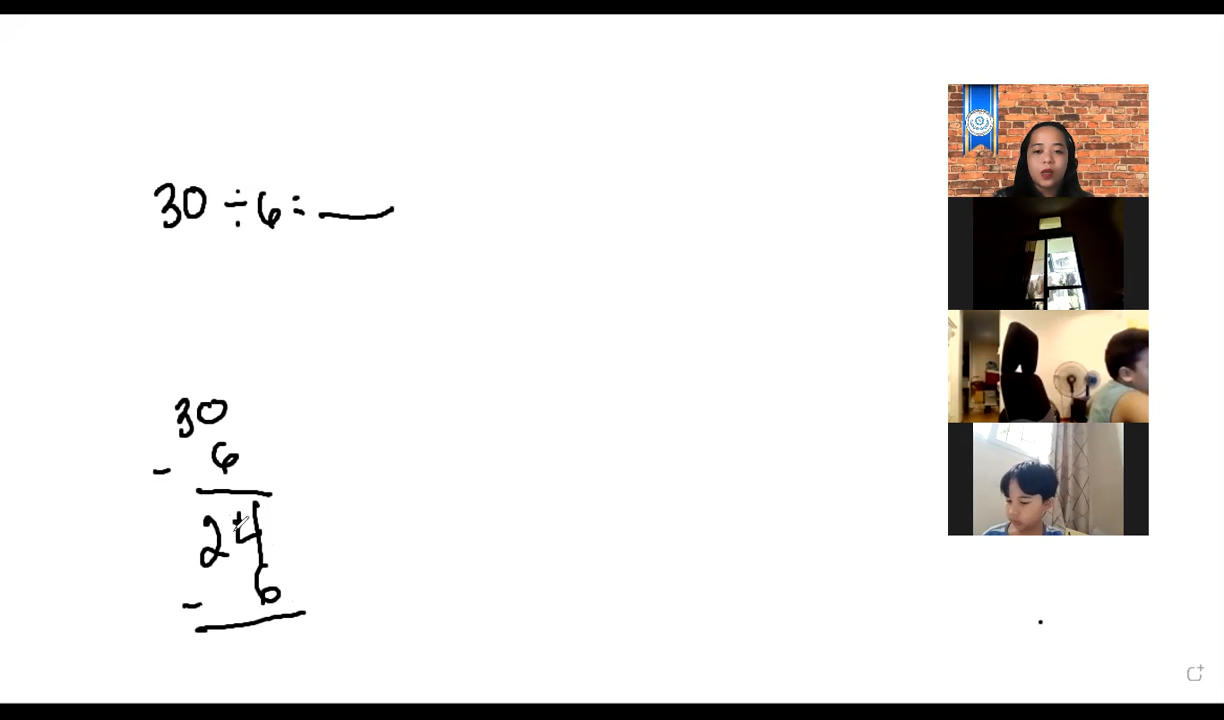 30 ÷ 6 = ___
30
- 6
24
- 6